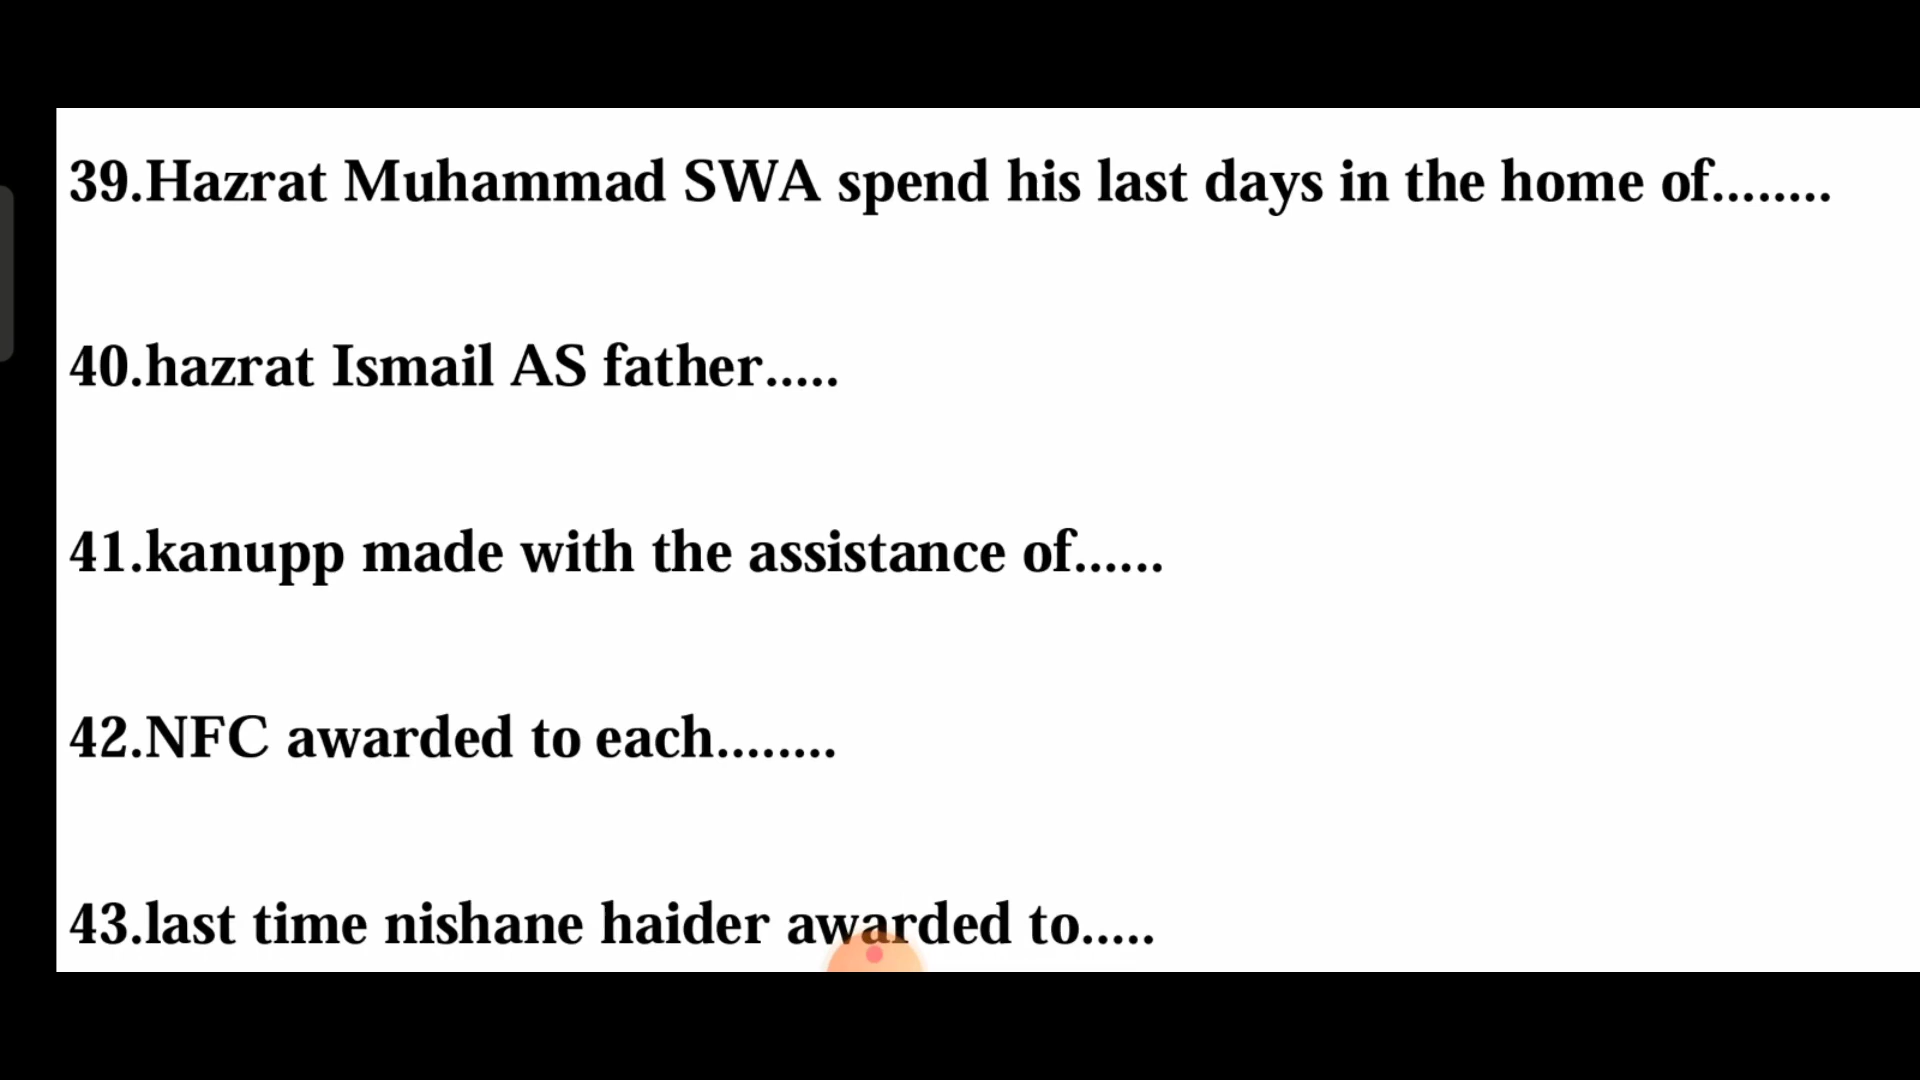 39.Hazrat Muhammad SWA spend his last days in the home of........
40.hazrat Ismail AS father.....
41.kanupp made with the assistance of......
42.NFC awarded to each........
43.last time nishane haider awarded to.....